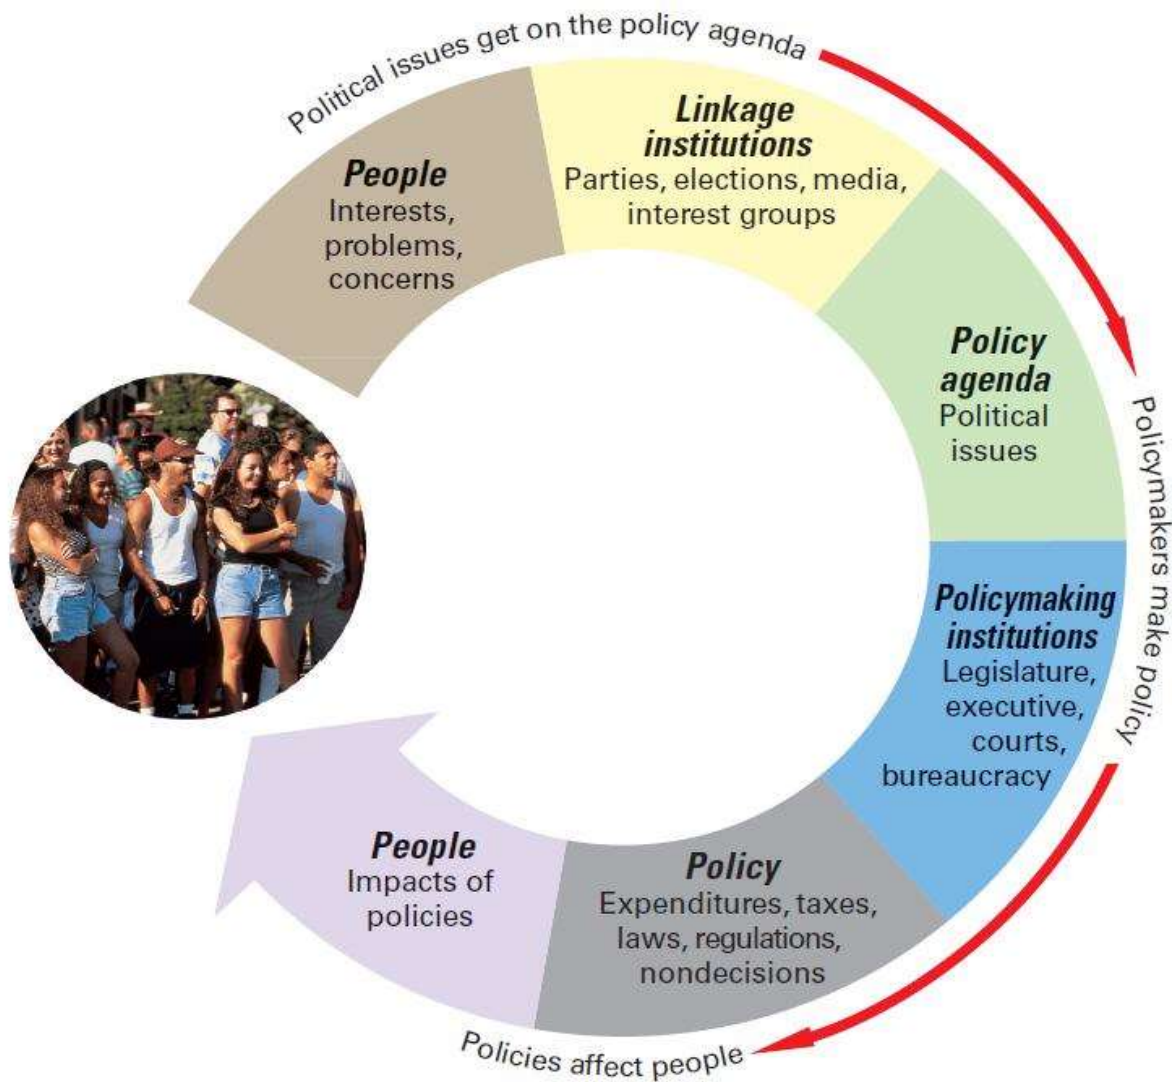 Political issues get on the policy agenda
People
Interests,
problems,
concerns
Linkage
institutions
Parties, elections, media,
interest groups
Policy
agenda
Political
issues
Policymakers make policy
Policymaking
institutions
Legislature,
executive,
courts,
bureaucracy
Policy
Expenditures, taxes,
laws, regulations,
nondecisions
Policies affect people
People
Impacts of
policies